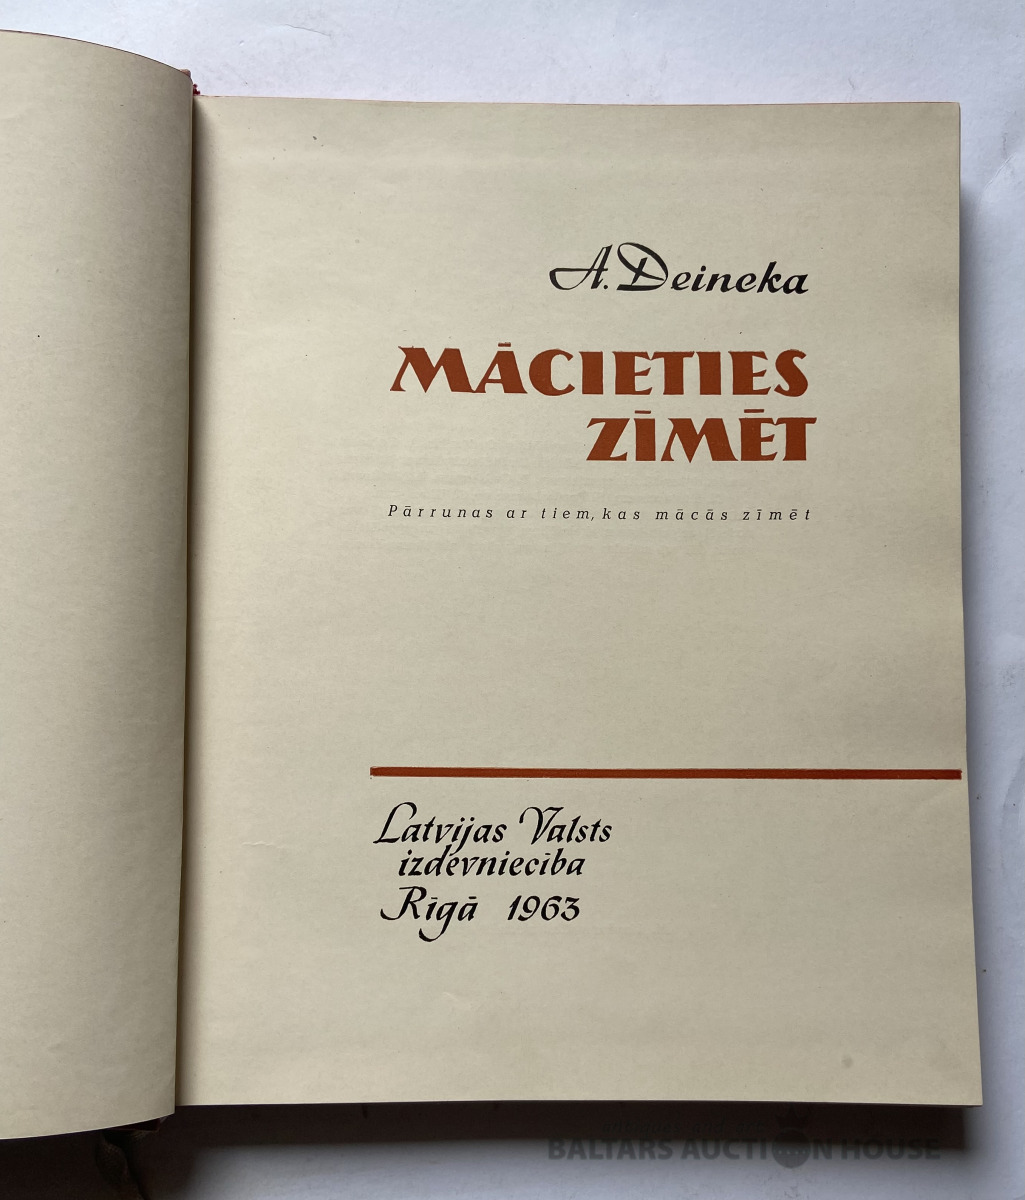 A. Deineka
MĀCIETIES
ZĪMĒT
Pārrunas ar tiem, kas mācās zīmēt
Latvijas Valsts
izdevniecība
Rīgā 1963
BALTARS AUCTION HOUSE